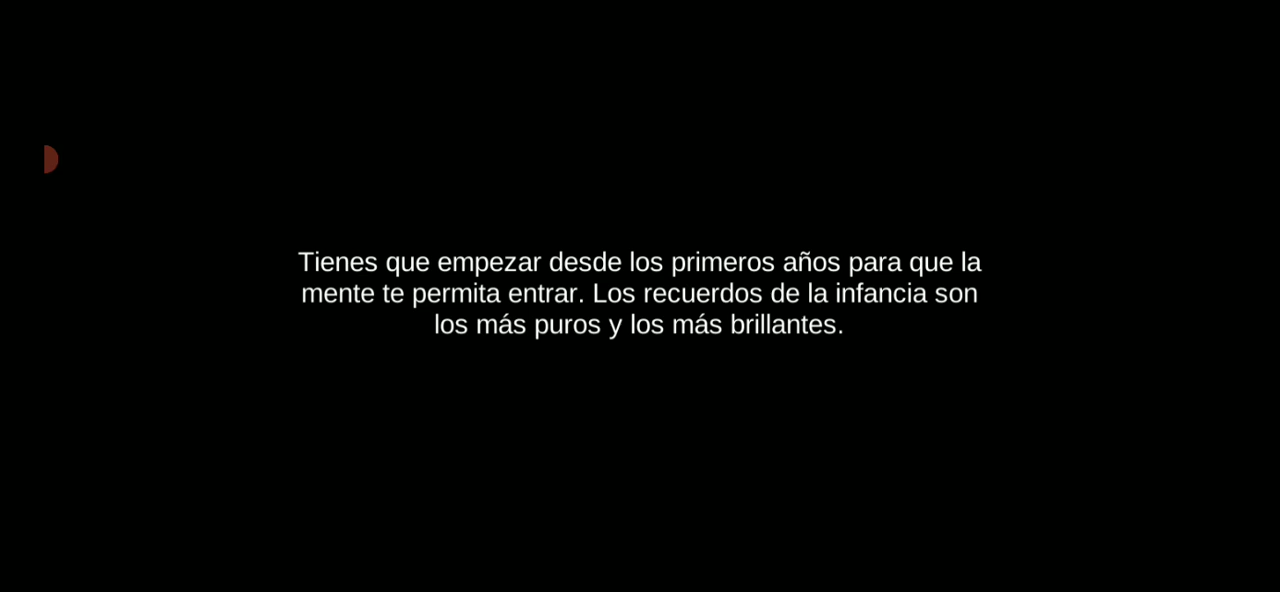 Tienes que empezar desde los primeros años para que la
mente te permita entrar. Los recuerdos de la infancia son
los más puros y los más brillantes.